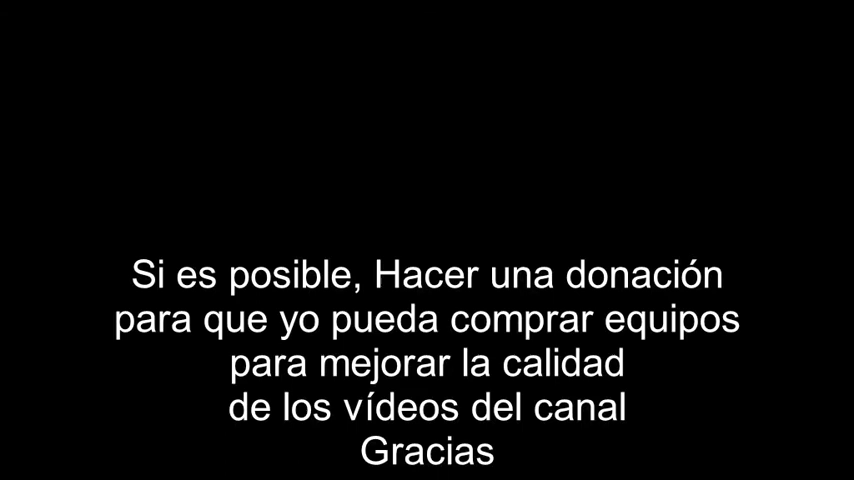 Si es posible, Hacer una donación
para que yo pueda comprar equipos
para mejorar la calidad
de los vídeos del canal
Gracias